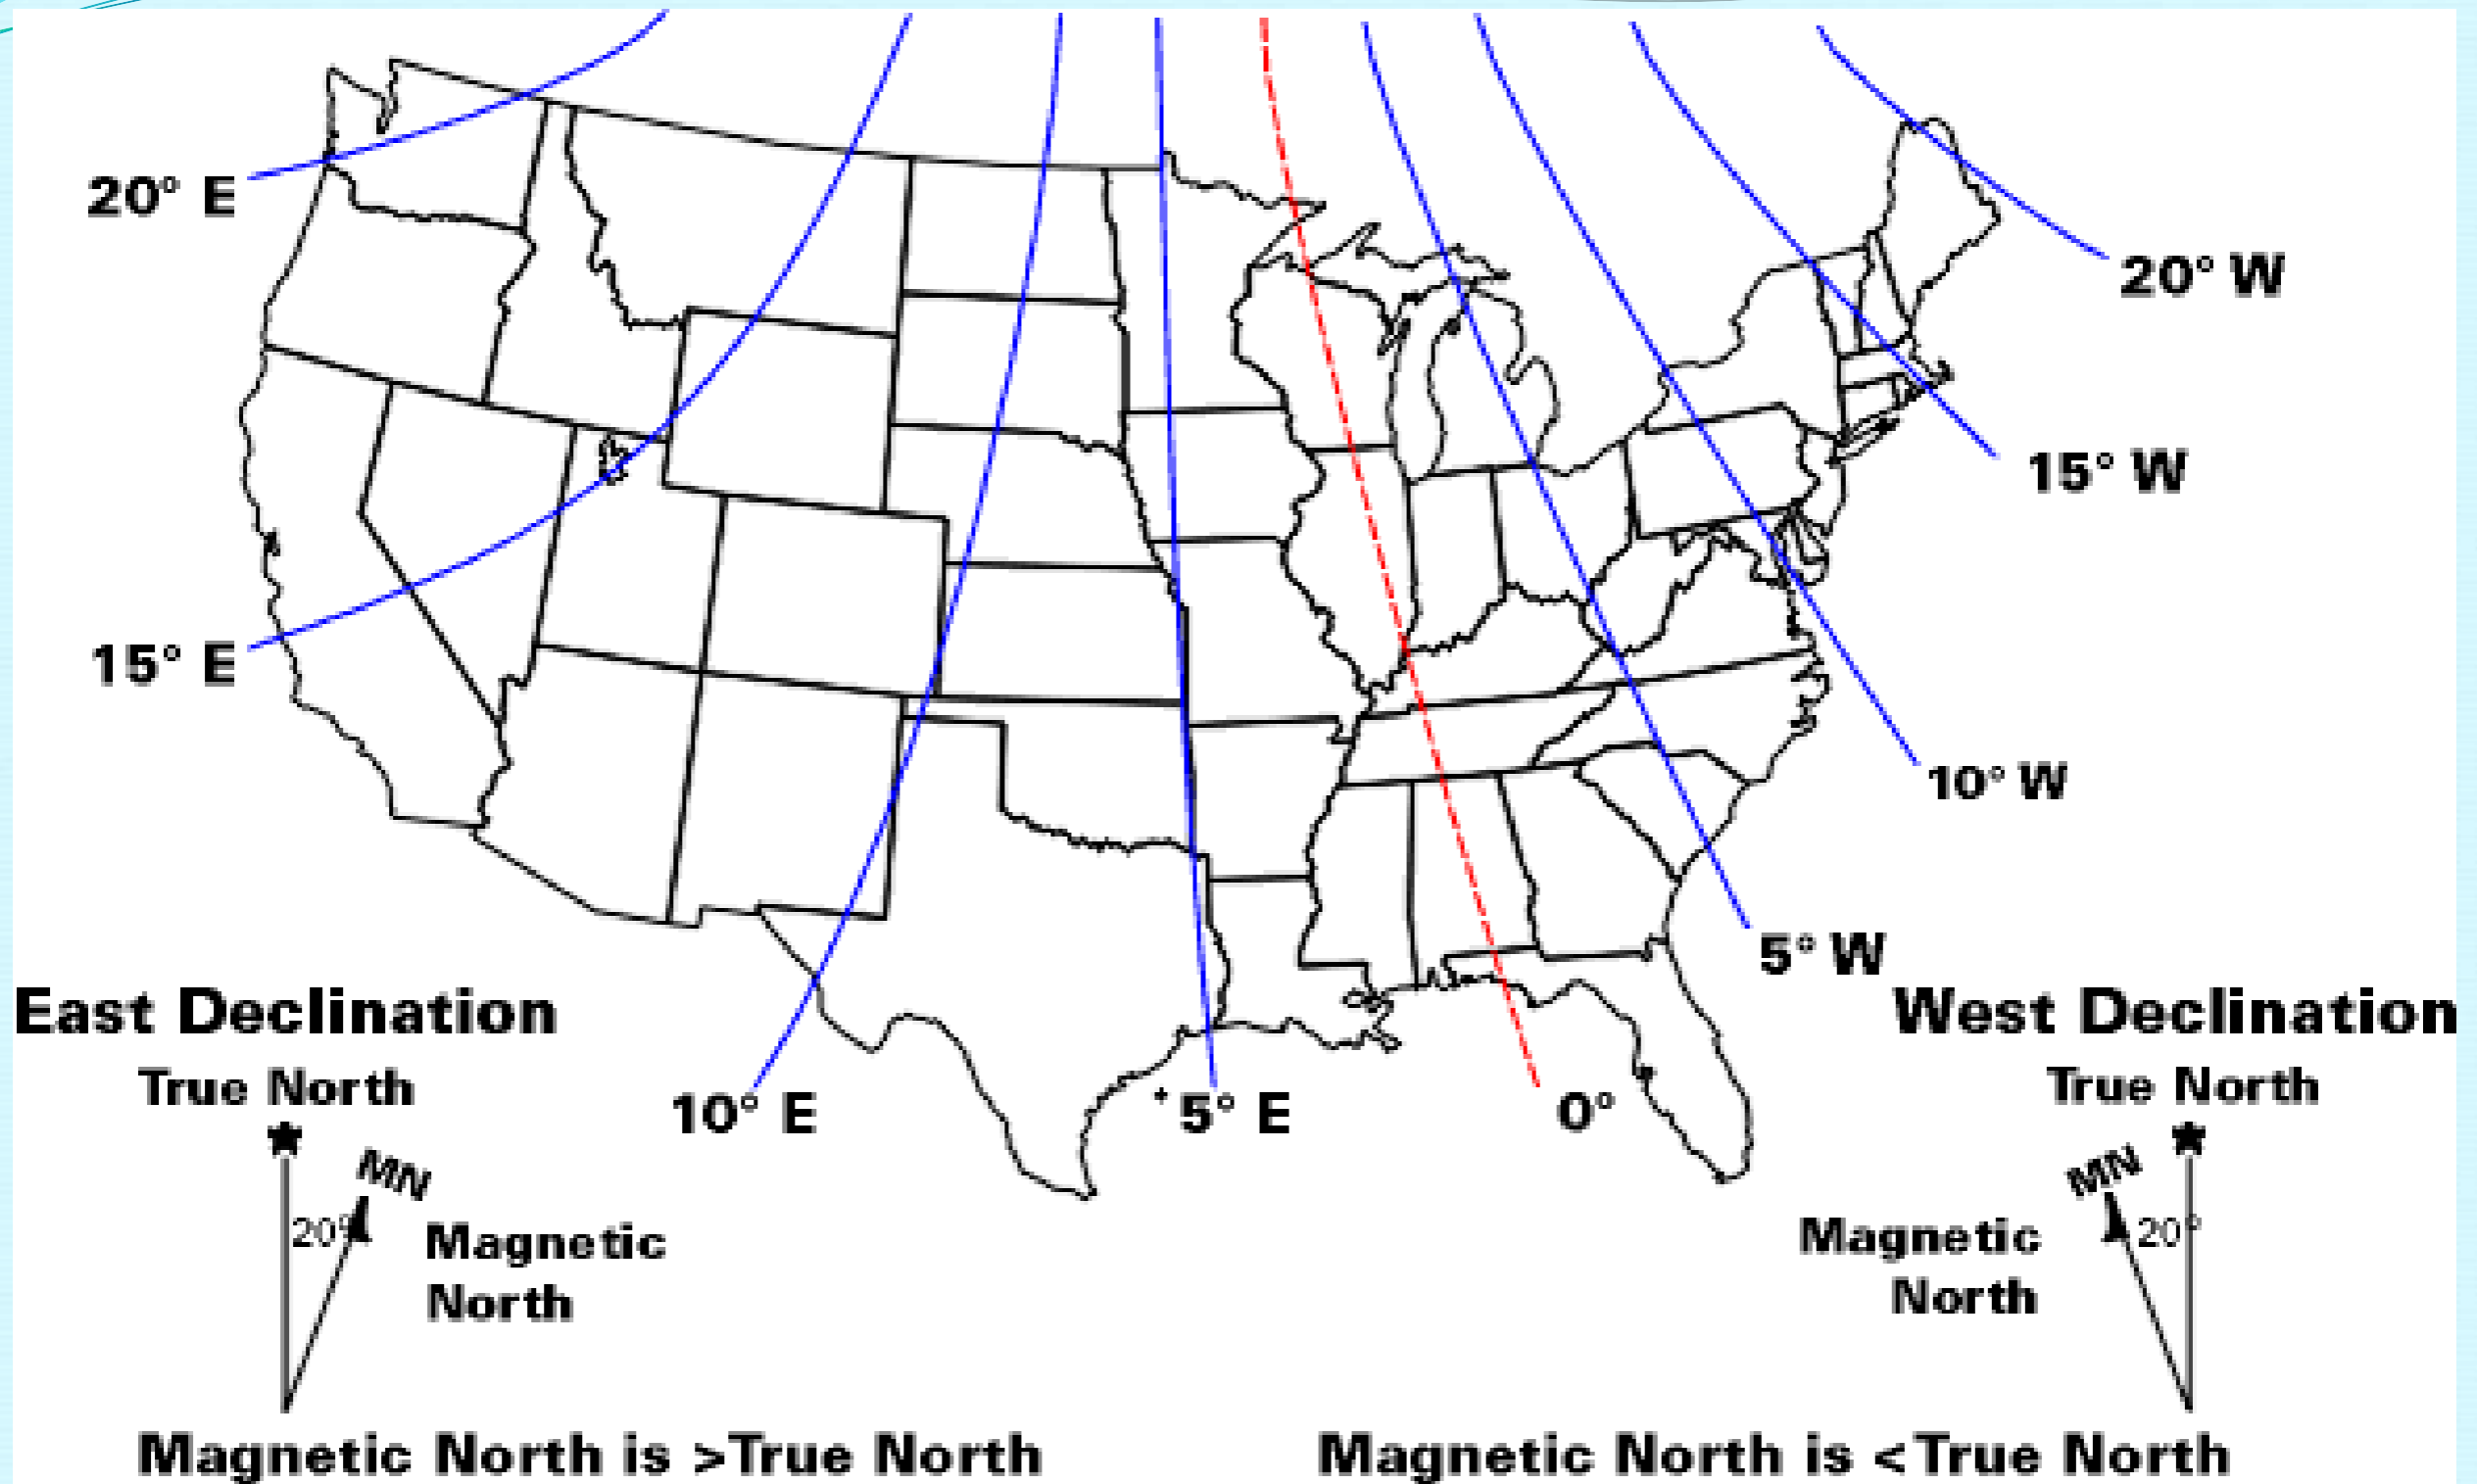 20° E
20° W
15° W
15° E
10° W
5° W
10° E
5° E
0°
East Declination
True North
MN
20°
Magnetic
North
Magnetic North is >True North
West Declination
True North
MN
20°
Magnetic
North
Magnetic North is <True North